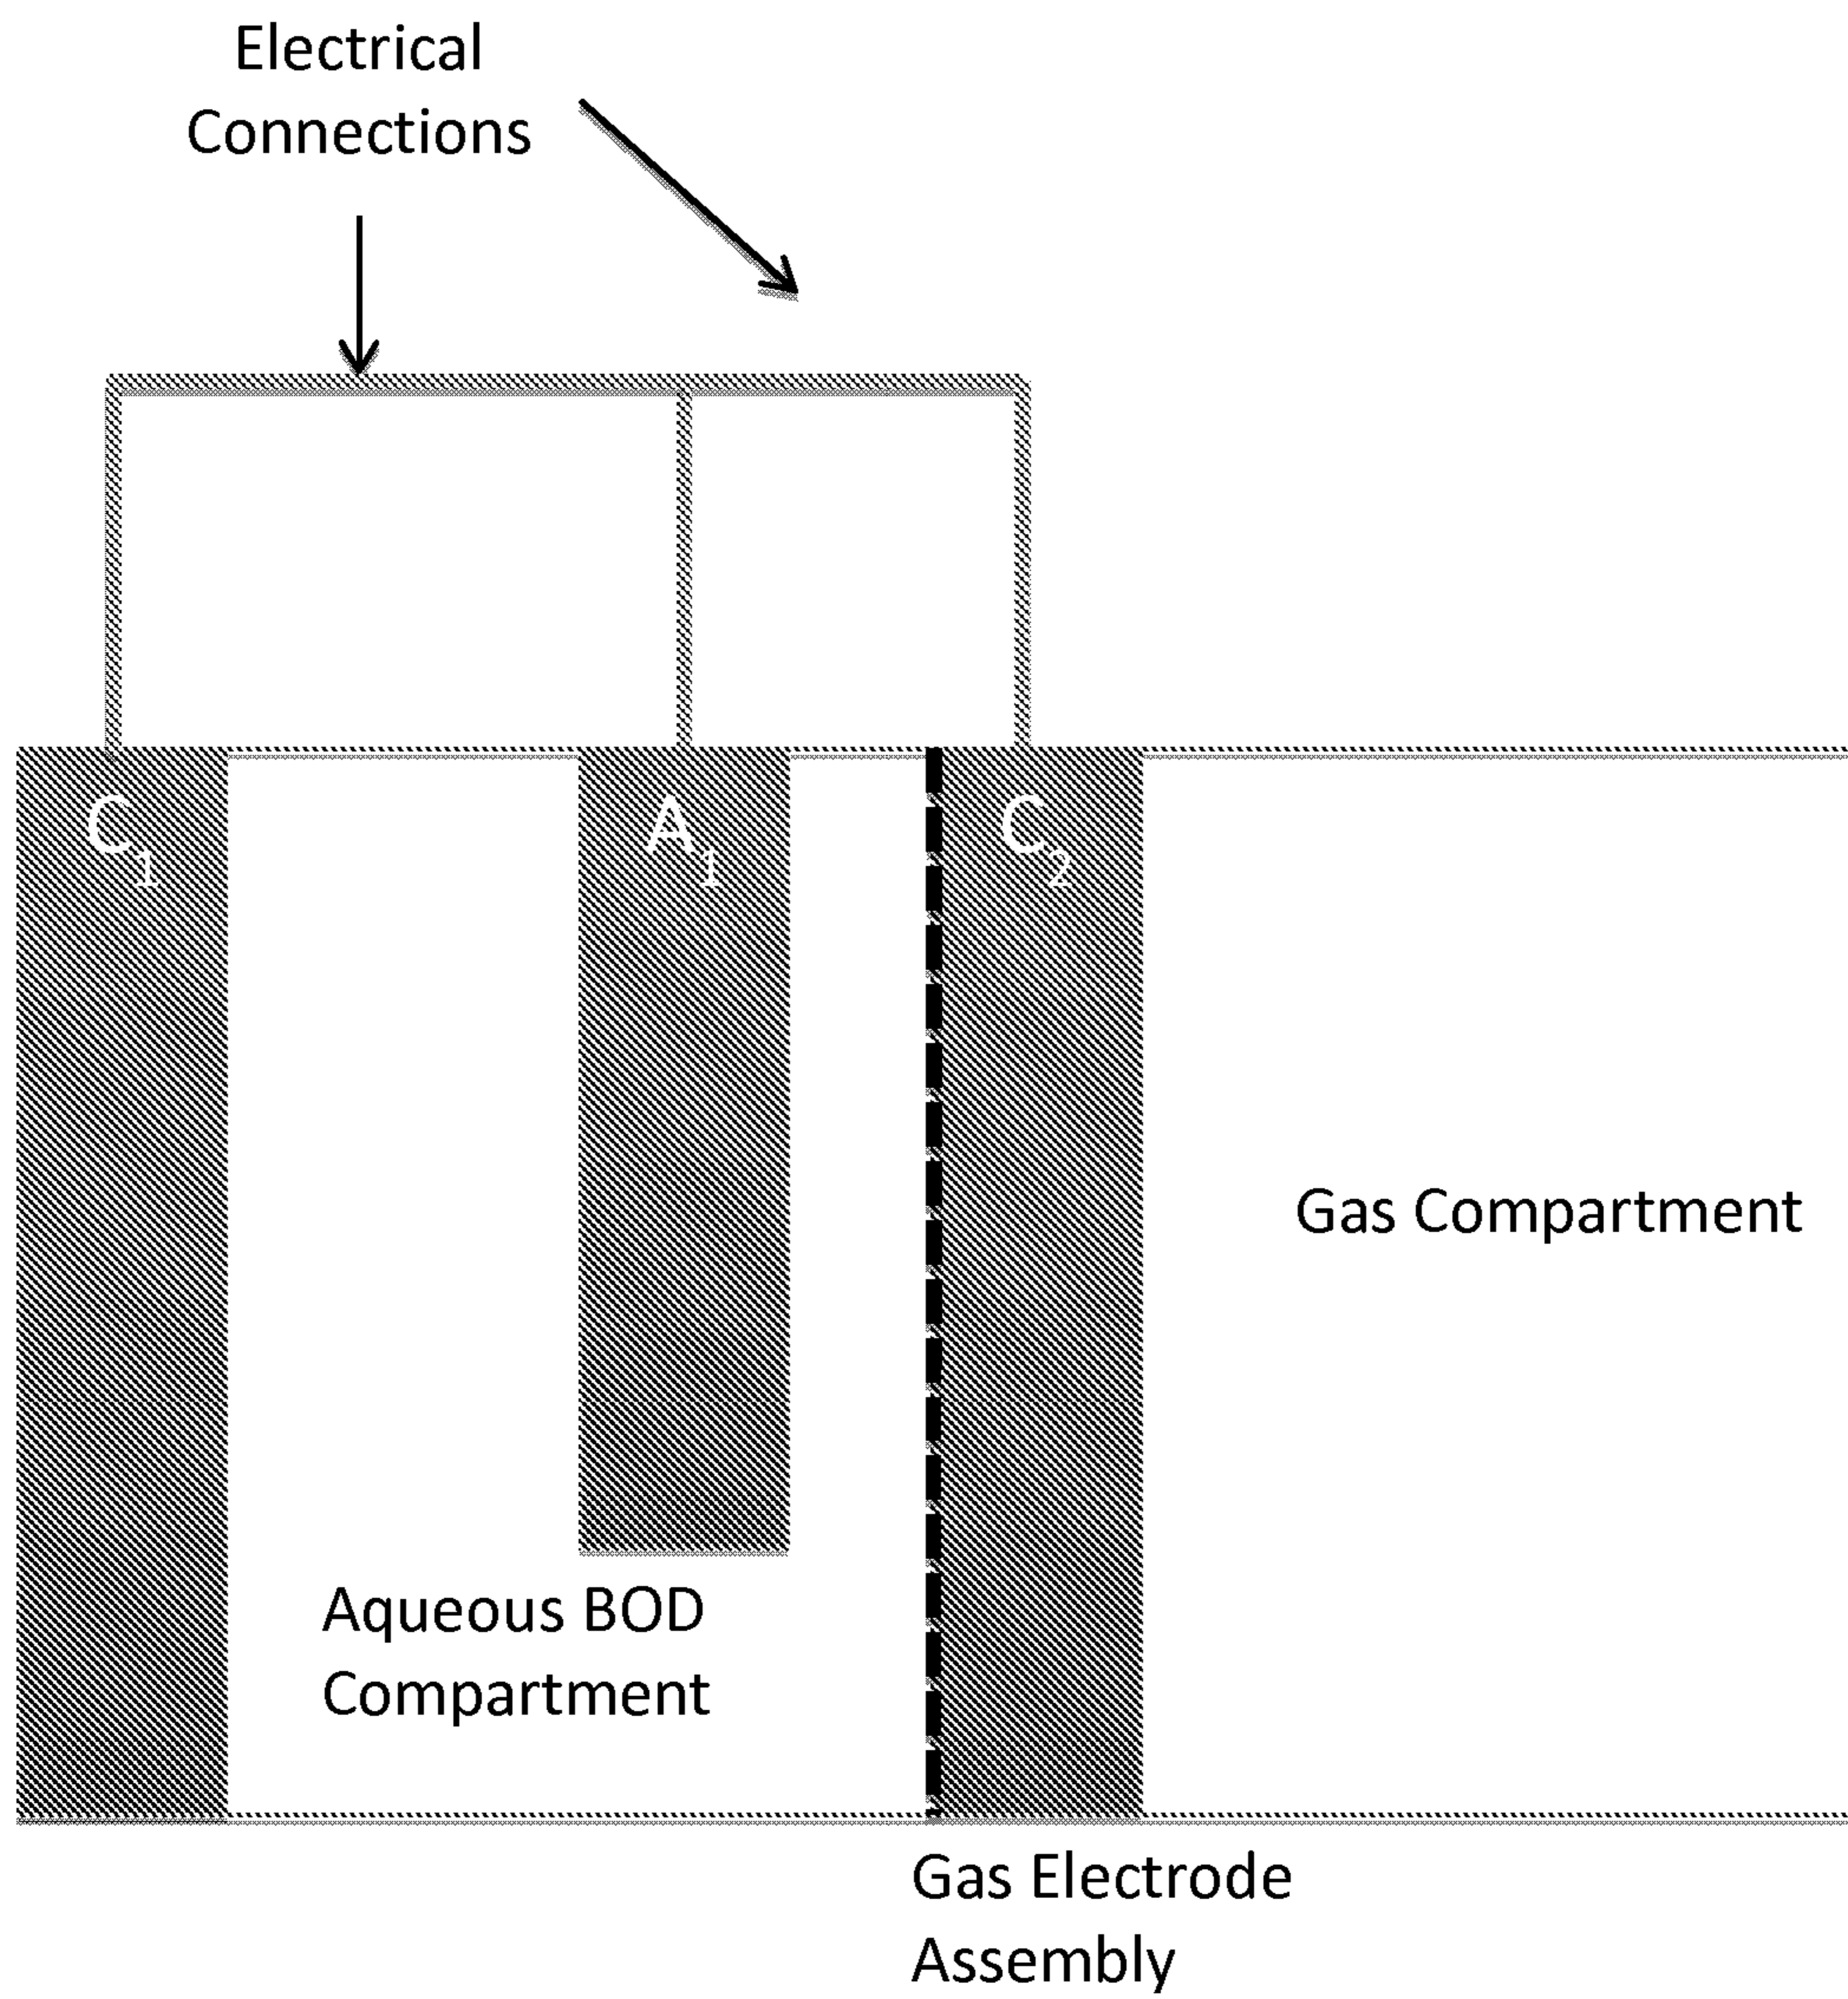 Electrical
Connections
C1
A1
C2
Gas Compartment
Aqueous BOD
Compartment
Gas Electrode
Assembly